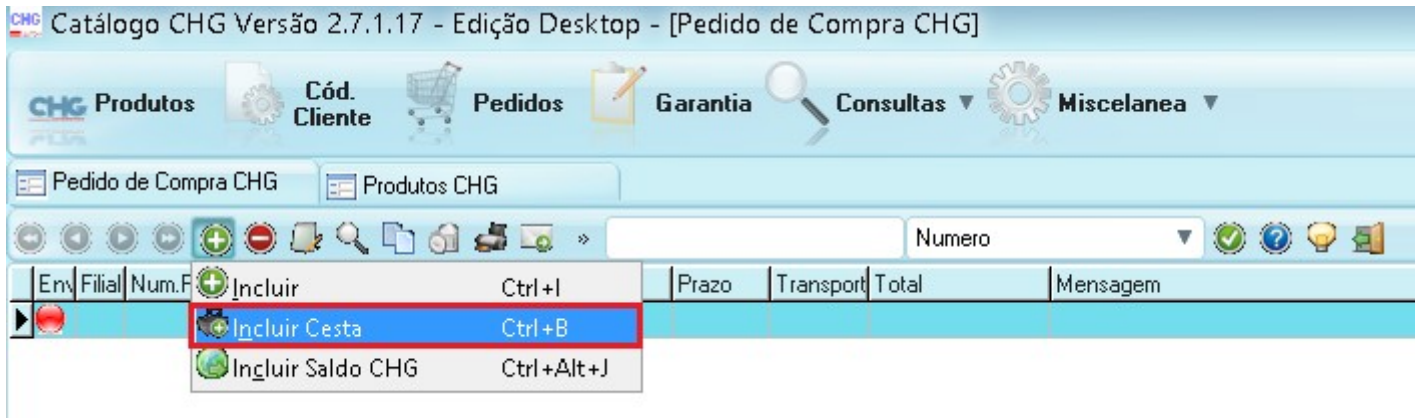 CHG Catálogo CHG Versão 2.7.1.17 - Edição Desktop - [Pedido de Compra CHG]
CHG Produtos Cód. Cliente Pedidos Garantia Consultas Miscelanea
Pedido de Compra CHG Produtos CHG
» Numero
Env Filial Num.P Prazo Transport Total Mensagem
Incluir Ctrl+I
Incluir Cesta Ctrl+B
Incluir Saldo CHG Ctrl+Alt+J